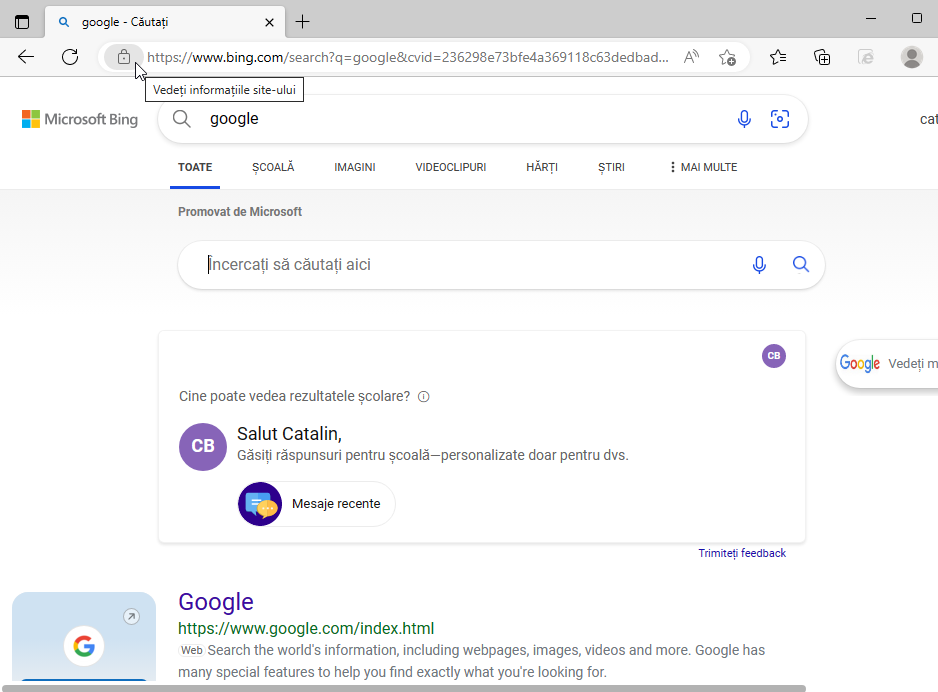 google - Căutați
https://www.bing.com/search?q=google&cvid=236298e73bfe4a369118c63dedbad...
Vedeți informațiile site-ului
Microsoft Bing
google
TOATE ȘCOALĂ IMAGINI VIDEOCLIPURI HĂRȚI ȘTIRI MAI MULTE
Promovat de Microsoft
Încercați să căutați aici
CB
Google Vedeți
Cine poate vedea rezultatele școlare?
CB
Salut Catalin,
Găsiți răspunsuri pentru școală—personalizate doar pentru dvs.
Mesaje recente
Trimiteți feedback
Google
https://www.google.com/index.html
Web Search the world's information, including webpages, images, videos and more. Google has
many special features to help you find exactly what you're looking for.
G